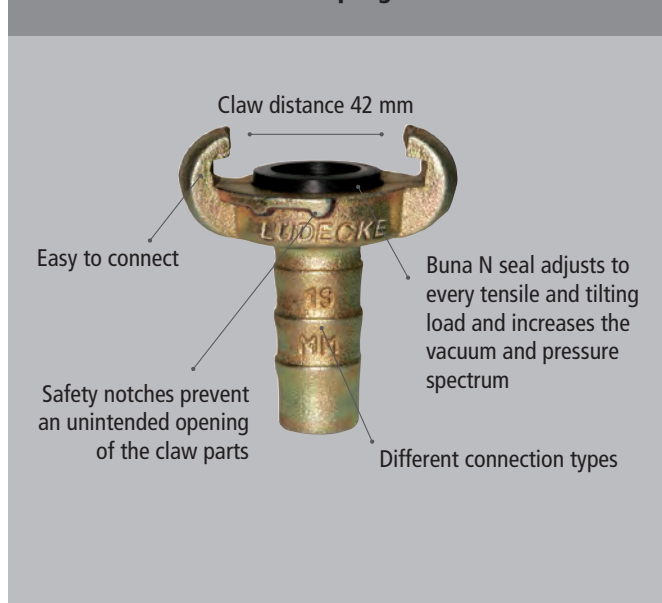 Claw distance 42 mm
LUDECKE
19
MM
Easy to connect
Buna N seal adjusts to
every tensile and tilting
load and increases the
vacuum and pressure
spectrum
Safety notches prevent
an unintended opening
of the claw parts
Different connection types